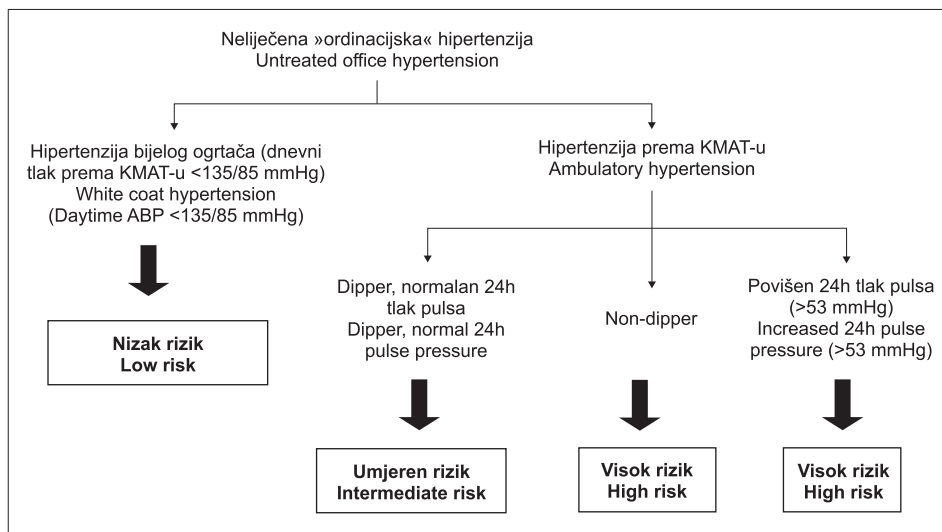 Neliječena »ordinacijska« hipertenzija
Untreated office hypertension
Hipertenzija bijelog ogrtača (dnevni
tlak prema KMAT-u <135/85 mmHg)
White coat hypertension
(Daytime ABP <135/85 mmHg)
Hipertenzija prema KMAT-u
Ambulatory hypertension
Nizak rizik
Low risk
Dipper, normalan 24h
tlak pulsa
Dipper, normal 24h
pulse pressure
Non-dipper
Povišen 24h tlak pulsa
(>53 mmHg)
Increased 24h pulse
pressure (>53 mmHg)
Umjeren rizik
Intermediate risk
Visok rizik
High risk
Visok rizik
High risk